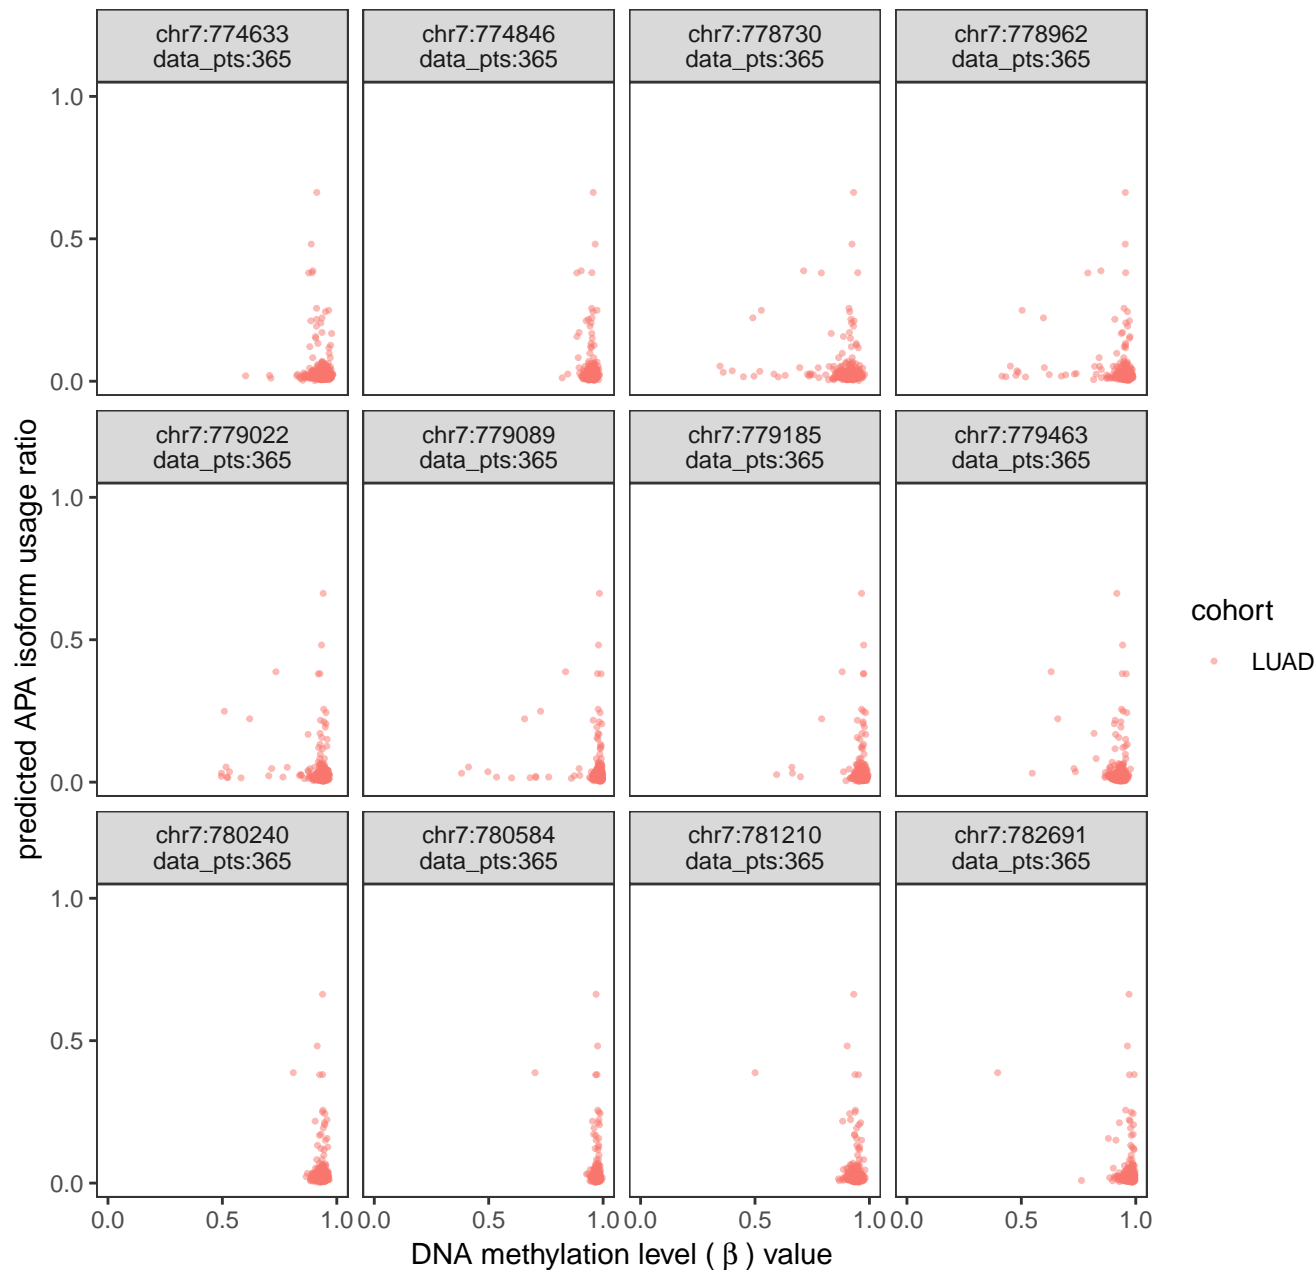 chr7:774633
data_pts:365
chr7:774846
data_pts:365
chr7:778730
data_pts:365
chr7:778962
data_pts:365
1.0
0.5
0.0
chr7:779022
data_pts:365
chr7:779089
data_pts:365
chr7:779185
data_pts:365
chr7:779463
data_pts:365
1.0
0.5
0.0
chr7:780240
data_pts:365
chr7:780584
data_pts:365
chr7:781210
data_pts:365
chr7:782691
data_pts:365
1.0
0.5
0.0
0.0 0.5 1.0
0.0 0.5 1.0
0.0 0.5 1.0
0.0 0.5 1.0
DNA methylation level ( β ) value
predicted APA isoform usage ratio
cohort
LUAD